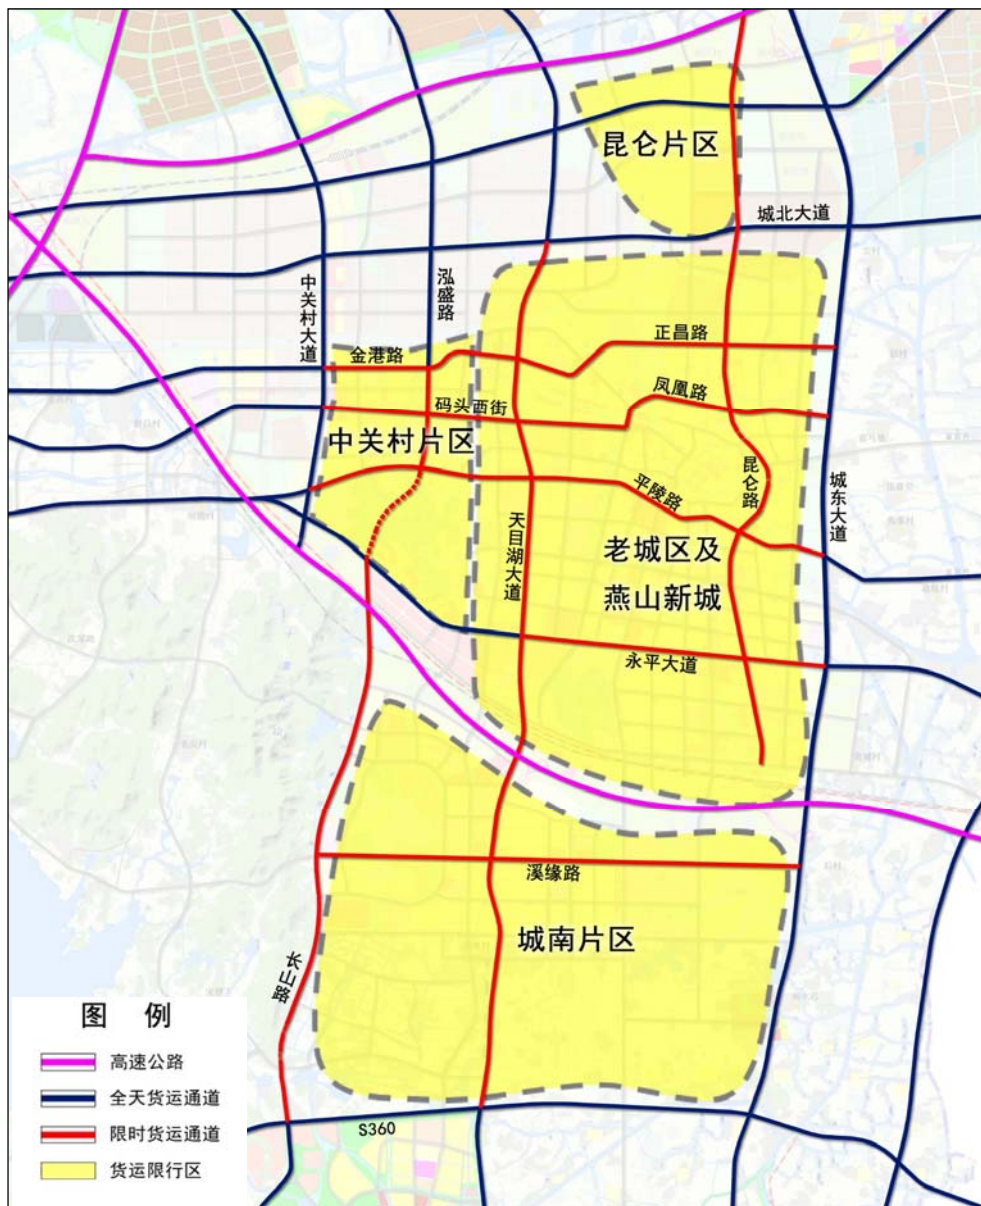 昆仑片区
城北大道
中关村大道
泓盛路
正昌路
金港路
凤凰路
码头西街
中关村片区
昆仑路
平陵路
城东大道
天目湖大道
老城区及
燕山新城
永平大道
溪缘路
城南片区
长山路
图 例
高速公路
全天货运通道
限时货运通道
货运限行区
S360